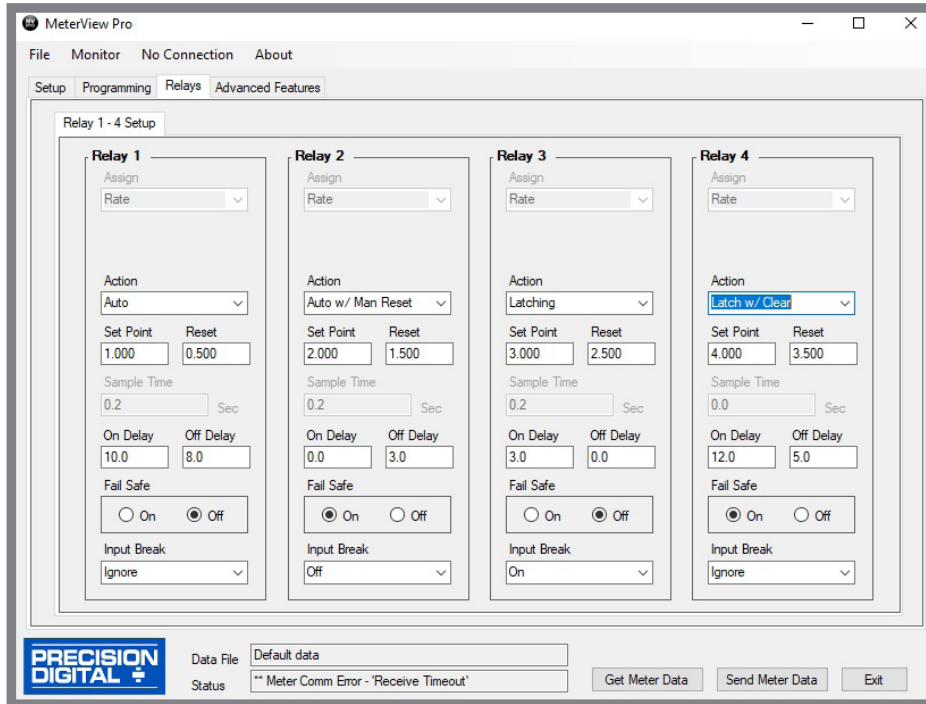 MeterView Pro
File Monitor No Connection About
Setup Programming Relays Advanced Features
Relay 1 - 4 Setup
Relay 1
Assign
Rate
Action
Auto
Set Point Reset
1.000 0.500
Sample Time
0.2 Sec
On Delay Off Delay
10.0 8.0
Fail Safe
On Off
Input Break
Ignore
Relay 2
Assign
Rate
Action
Auto w/ Man Reset
Set Point Reset
2.000 1.500
Sample Time
0.2 Sec
On Delay Off Delay
0.0 3.0
Fail Safe
On Off
Input Break
Off
Relay 3
Assign
Rate
Action
Latching
Set Point Reset
3.000 2.500
Sample Time
0.2 Sec
On Delay Off Delay
3.0 0.0
Fail Safe
On Off
Input Break
On
Relay 4
Assign
Rate
Action
Latch w/ Clear
Set Point Reset
4.000 3.500
Sample Time
0.0 Sec
On Delay Off Delay
12.0 5.0
Fail Safe
On Off
Input Break
Ignore
PRECISION
DIGITAL
Data File Default data
Status ** Meter Comm Error - 'Receive Timeout'
Get Meter Data Send Meter Data Exit